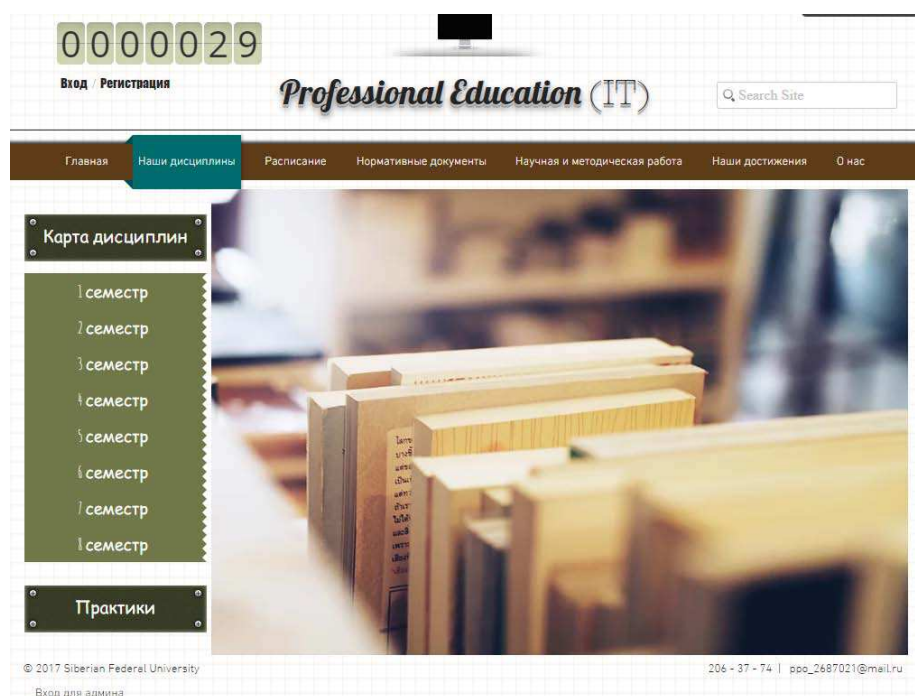 0000029
Вход / Регистрация
Professional Education (IT)
Search Site
Главная
Наши дисциплины
Расписание
Нормативные документы
Научная и методическая работа
Наши достижения
О нас
Карта дисциплин
1 семестр
2 семестр
3 семестр
4 семестр
5 семестр
6 семестр
7 семестр
8 семестр
Практики
© 2017 Siberian Federal University
206 - 37 - 74 | ppo_2687021@mail.ru
Вход для админа